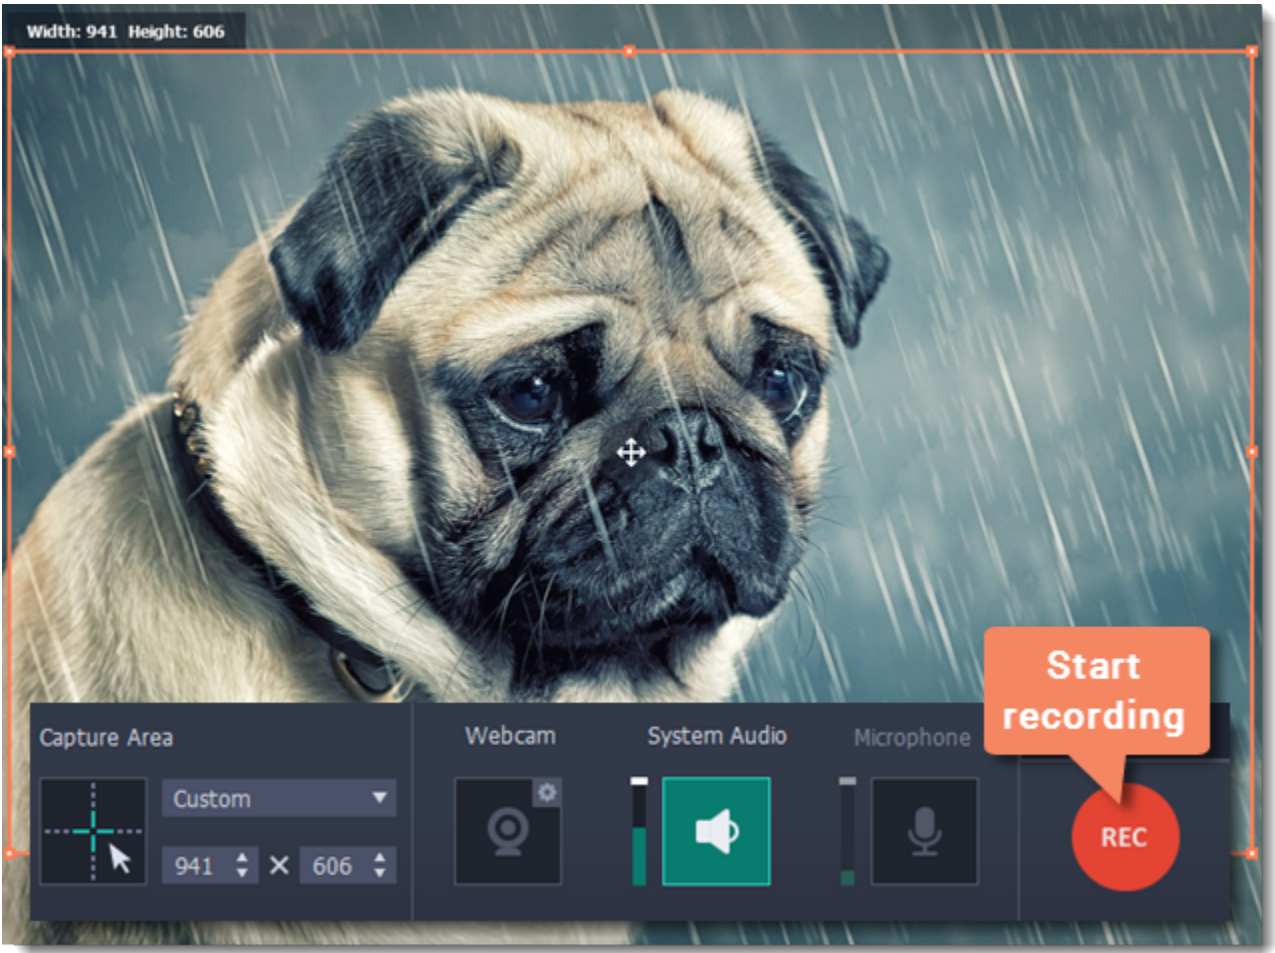 Width: 941 Height: 606
Start
recording
Capture Area
Webcam
System Audio
Microphone
Custom
941 × 606
REC